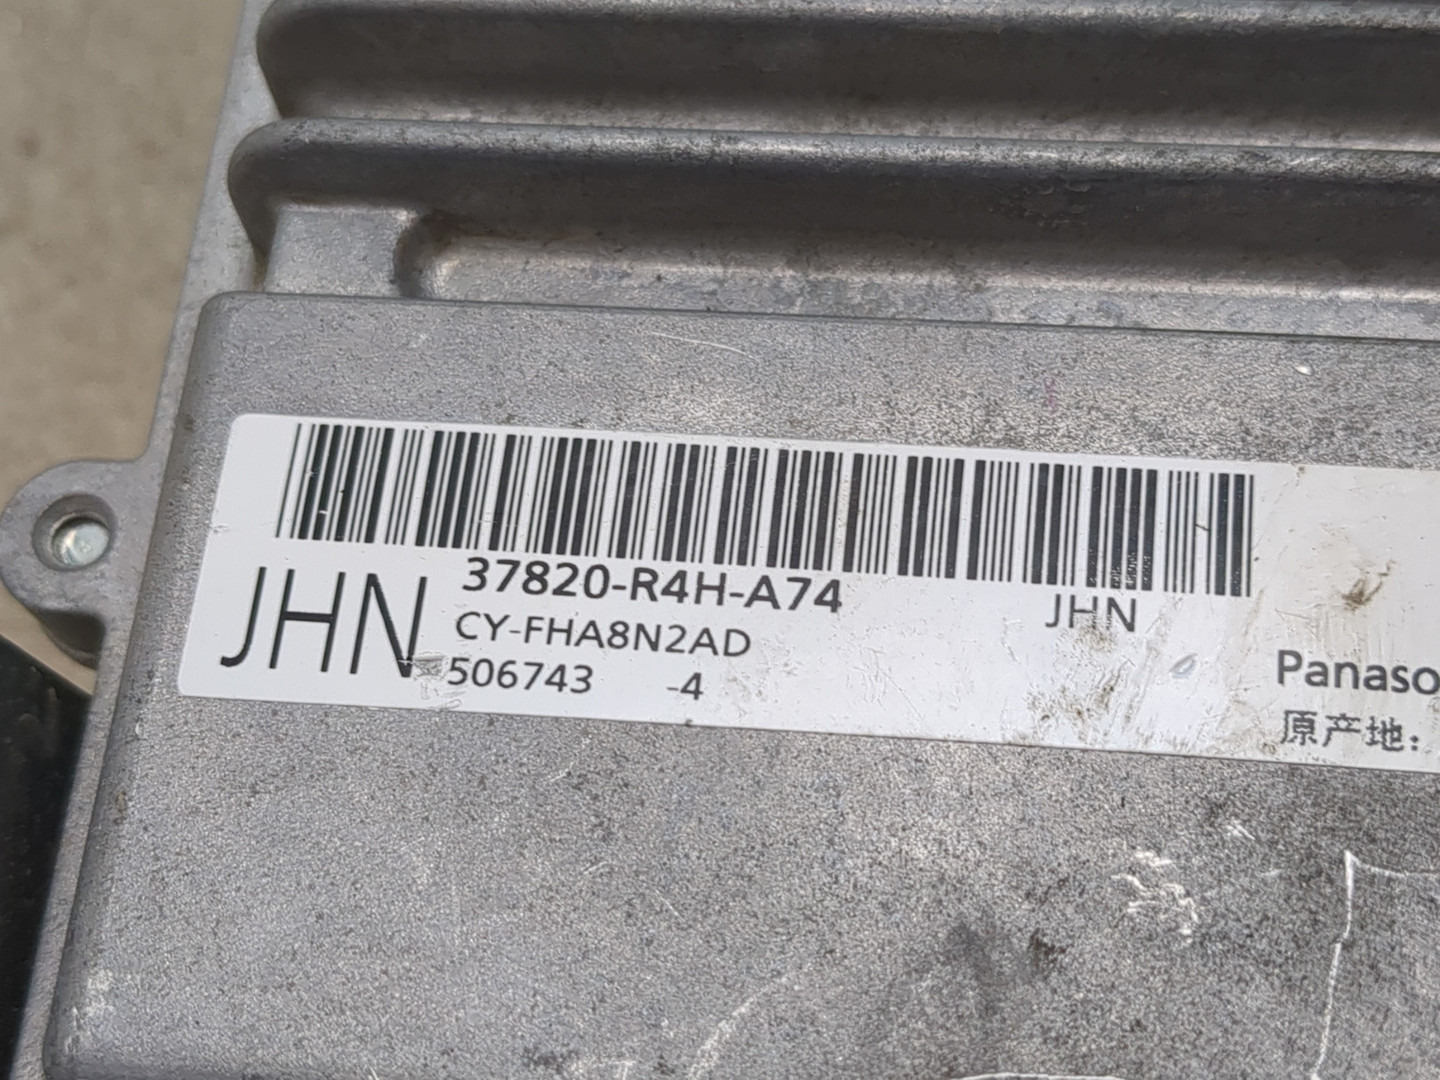 JHN
37820-R4H-A74
CY-FHA8N2AD
506743 -4
JHN
Panaso
原产地：